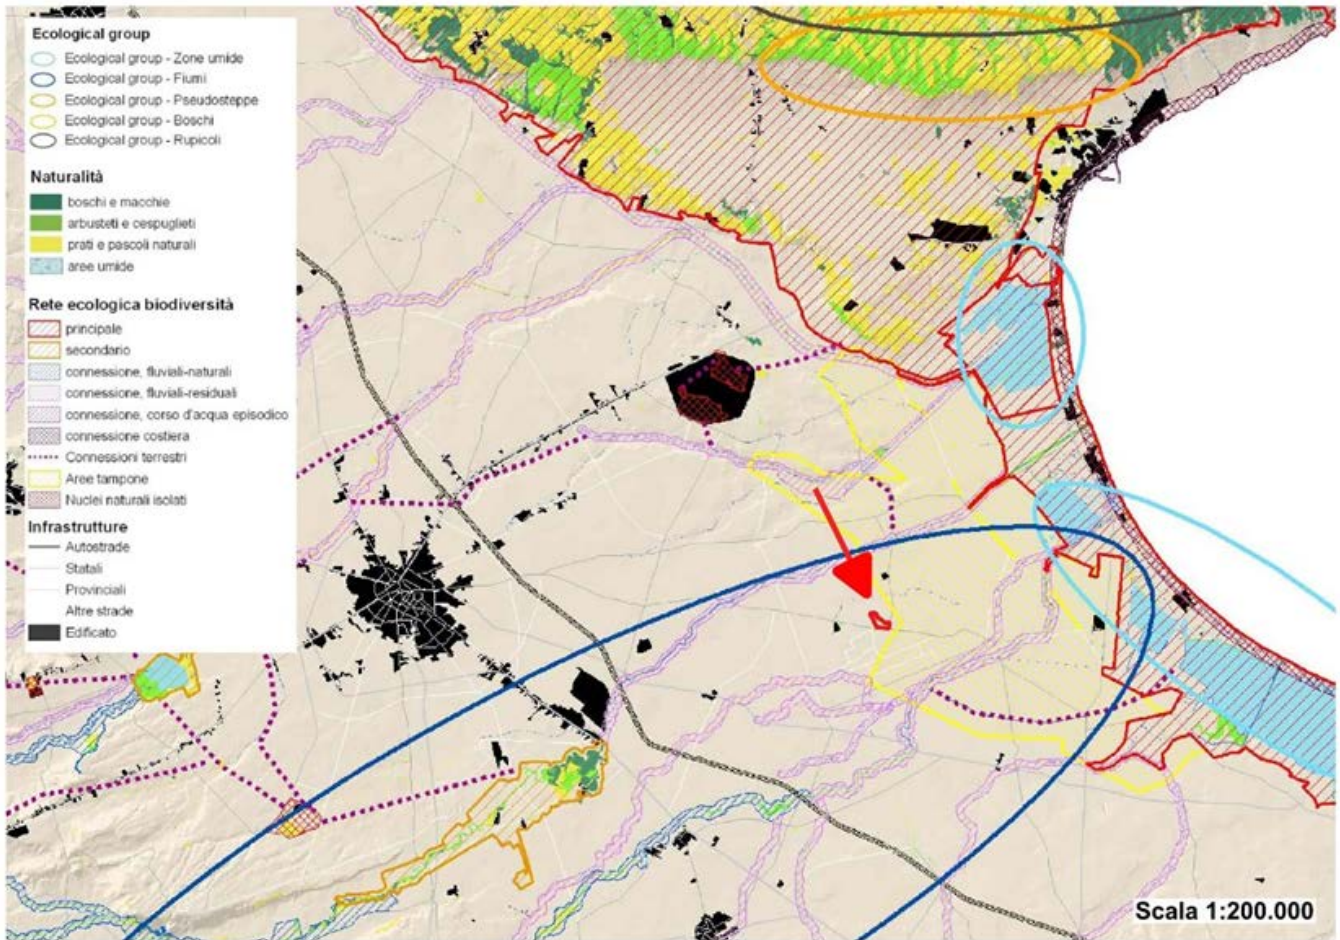 Ecological group
Ecological group - Zone umide
Ecological group - Fiumi
Ecological group - Pseudosteppe
Ecological group - Boschi
Ecological group - Rupicoli
Naturalità
boschi e macchie
arbusteti e cespuglieti
prati e pascoli naturali
aree umide
Rete ecologica biodiversità
principale
secondario
connessione, fluviali-naturali
connessione, fluviali-residuali
connessione, corso d'acqua episodico
connessione costiera
Connessioni terrestri
Aree tampone
Nuclei naturali isolati
Infrastrutture
Autostrade
Statali
Provinciali
Altre strade
Edificato
Scala 1:200.000